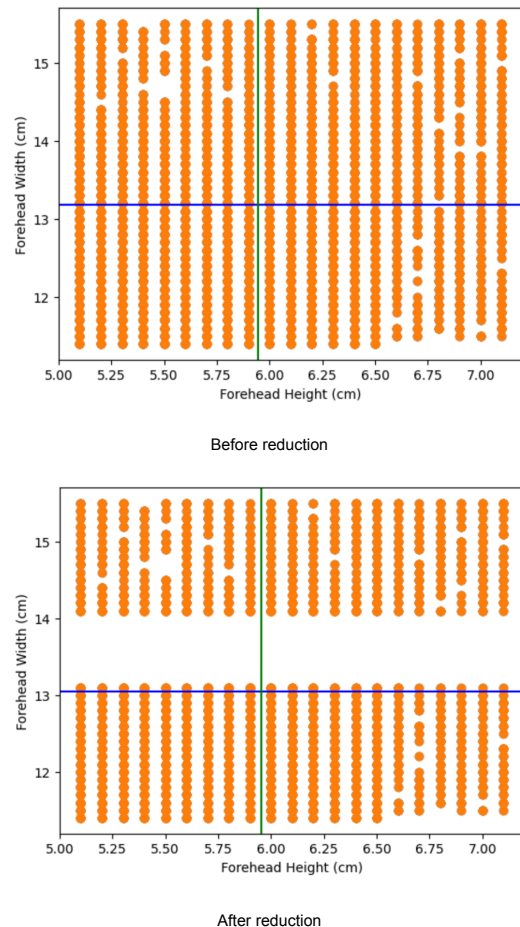 15
14
13
12
Forehead Width (cm)
5.00 5.25 5.50 5.75 6.00 6.25 6.50 6.75 7.00
Forehead Height (cm)
Before reduction
15
14
13
12
Forehead Width (cm)
5.00 5.25 5.50 5.75 6.00 6.25 6.50 6.75 7.00
Forehead Height (cm)
After reduction